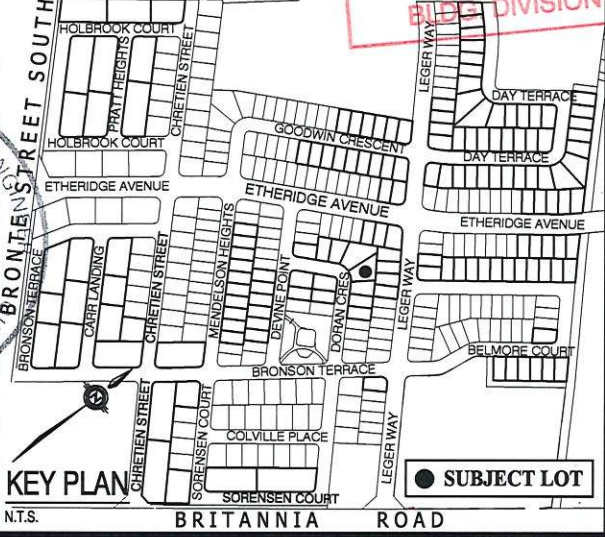 BLDG DIVISION
HOLBROOK COURT
BRONTE STREET SOUTH
PRATT HEIGHTS
CHRETIEN STREET
LEGER WAY
DAY TERRACE
GOODWIN CRESCENT
HOLBROOK COURT
DAY TERRACE
ETHERIDGE AVENUE
ETHERIDGE AVENUE
ETHERIDGE AVENUE
BRONSON TERRACE
CARR LANDING
CHRETIEN STREET
MENDELSON HEIGHTS
DEVINE POINT
DORAN CRES
LEGER WAY
BELMORE COURT
BRONSON TERRACE
N
CHRETIEN STREET
SORENSEN COURT
COLVILLE PLACE
LEGER WAY
KEY PLAN
SUBJECT LOT
SORENSEN COURT
N.T.S.
BRITANNIA ROAD